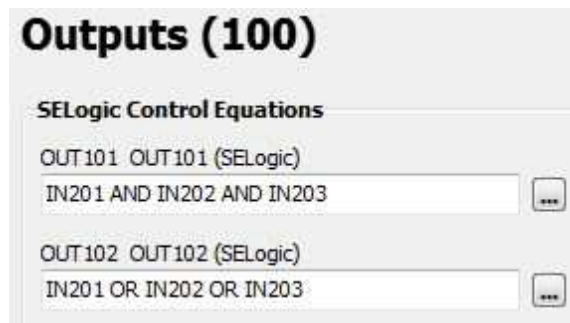 Outputs (100)
SELogic Control Equations
OUT101 OUT101 (SELogic)
IN201 AND IN202 AND IN203
...
OUT102 OUT102 (SELogic)
IN201 OR IN202 OR IN203
...